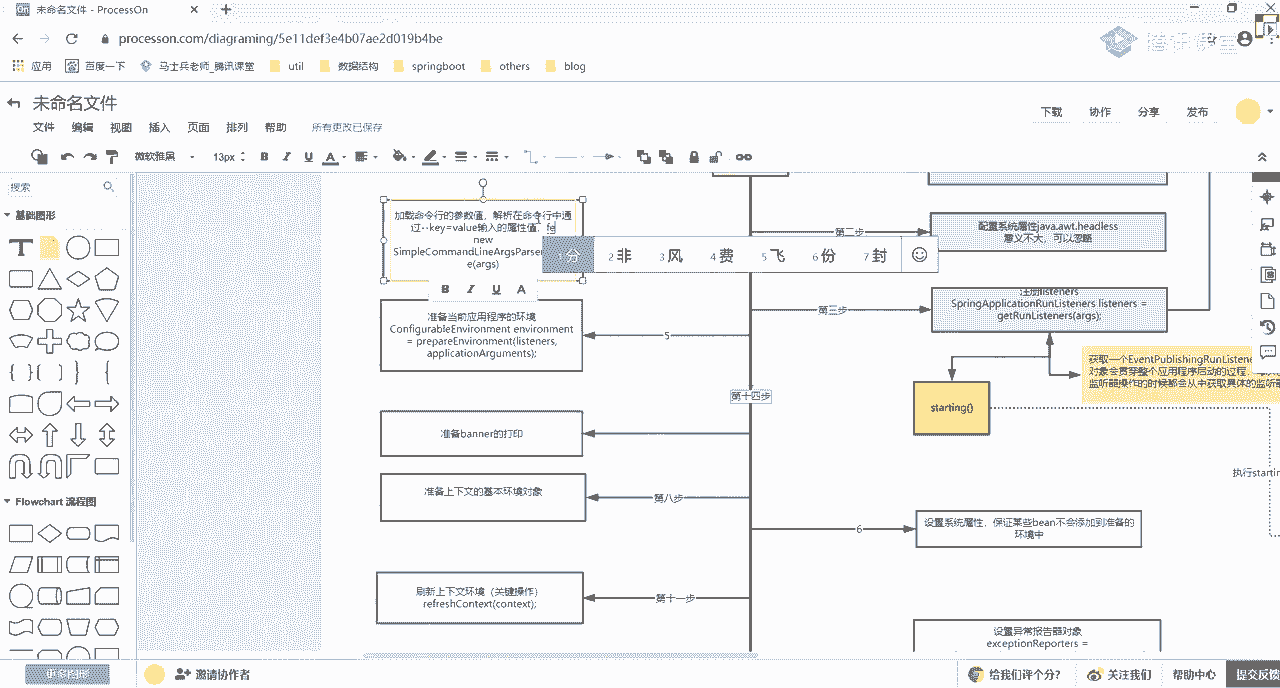 未命名文件 - ProcessOn
processon.com/diagraming/5e11def3e4b07ae2d019b4be
腾讯课堂
应用
百度一下
马士兵老师_腾讯课堂
util
数据结构
springboot
others
blog
未命名文件
文件 编辑 视图 插入 页面 排列 帮助 所有更改已保存
下载 协作 分享 发布
微软雅黑 13px B I U A
搜索
基础图形
T
Flowchart 流程图
更多图形
加载命令行的参数值，解析在命令行中通
过--key=value输入的属性值，
new
SimpleCommandLineArgsParser
e(args)
1 分 2 非 3 风 4 费 5 飞 6 份 7 封
B I U A
第二步
配置系统属性java.awt.headless
意义不大，可以忽略
准备当前应用程序的环境
ConfigurableEnvironment environment
= prepareEnvironment(listeners,
applicationArguments);
5
第三步
注册listeners
SpringApplicationRunListeners listeners =
getRunListeners(args);
获取一个EventPublishingRunListene
对象会贯穿整个应用程序启动的过程，
监听器操作的时候都会从中获取具体的监听
第十四步
starting()
准备banner的打印
执行startin
准备上下文的基本环境对象
第八步
6
设置系统属性，保证某些bean不会添加到准备的
环境中
刷新上下文环境（关键操作）
refreshContext(context);
第十一步
设置异常报告器对象
exceptionReporters =
邀请协作者
给我们评个分?
关注我们
帮助中心
提交反馈